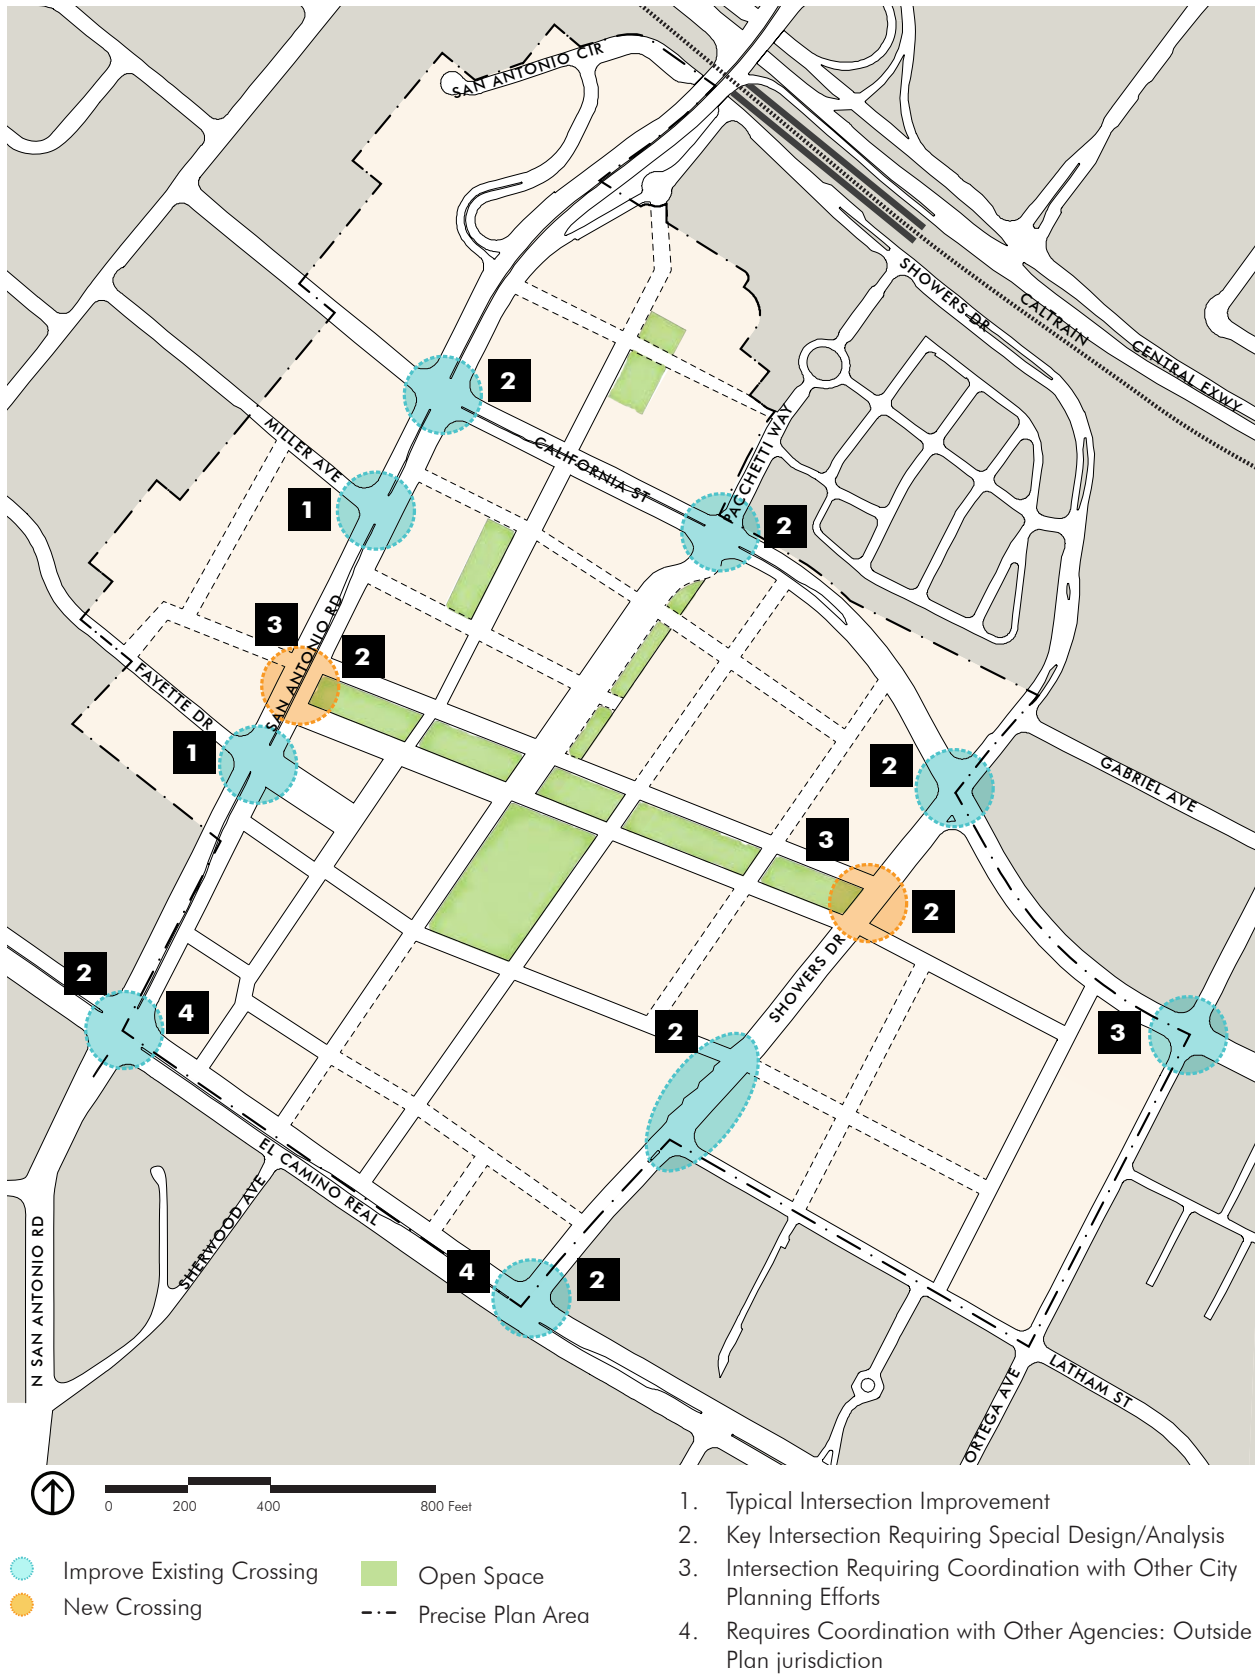 SAN ANTONIO CIR
SHOWERS DR
CALTRAIN
CENTRAL EXWY
2
MILLER AVE
CALIFORNIA ST
PACCHETTI WAY
1
2
3
SAN ANTONIO RD
2
FAYETTE DR
1
2
GABRIEL AVE
3
2
SHOWERS DR
2
4
2
3
EL CAMINO REAL
SHERWOOD AVE
N SAN ANTONIO RD
4
2
LATHAM ST
ORTEGA AVE
0 200 400 800 Feet
Improve Existing Crossing
New Crossing
Open Space
Precise Plan Area
1. Typical Intersection Improvement
2. Key Intersection Requiring Special Design/Analysis
3. Intersection Requiring Coordination with Other City
Planning Efforts
4. Requires Coordination with Other Agencies: Outside
Plan jurisdiction